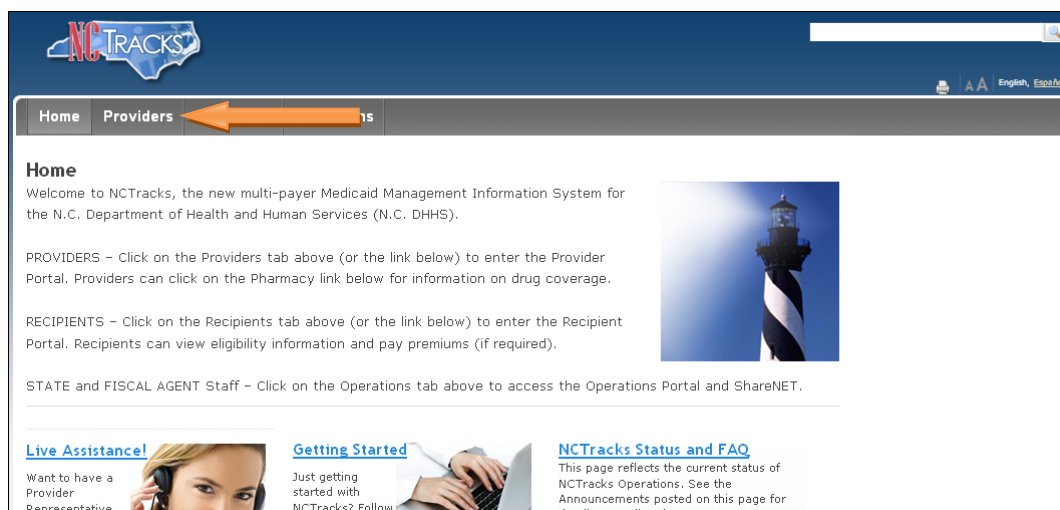 NCTRACKS
AA English, Españ
Home Providers ns
Home
Welcome to NCTracks, the new multi-payer Medicaid Management Information System for
the N.C. Department of Health and Human Services (N.C. DHHS).
PROVIDERS – Click on the Providers tab above (or the link below) to enter the Provider
Portal. Providers can click on the Pharmacy link below for information on drug coverage.
RECIPIENTS – Click on the Recipients tab above (or the link below) to enter the Recipient
Portal. Recipients can view eligibility information and pay premiums (if required).
STATE and FISCAL AGENT Staff – Click on the Operations tab above to access the Operations Portal and ShareNET.
Live Assistance!
Want to have a
Provider
Representative
Getting Started
Just getting
started with
NCTracks? Follow
NCTracks Status and FAQ
This page reflects the current status of
NCTracks Operations. See the
Announcements posted on this page for